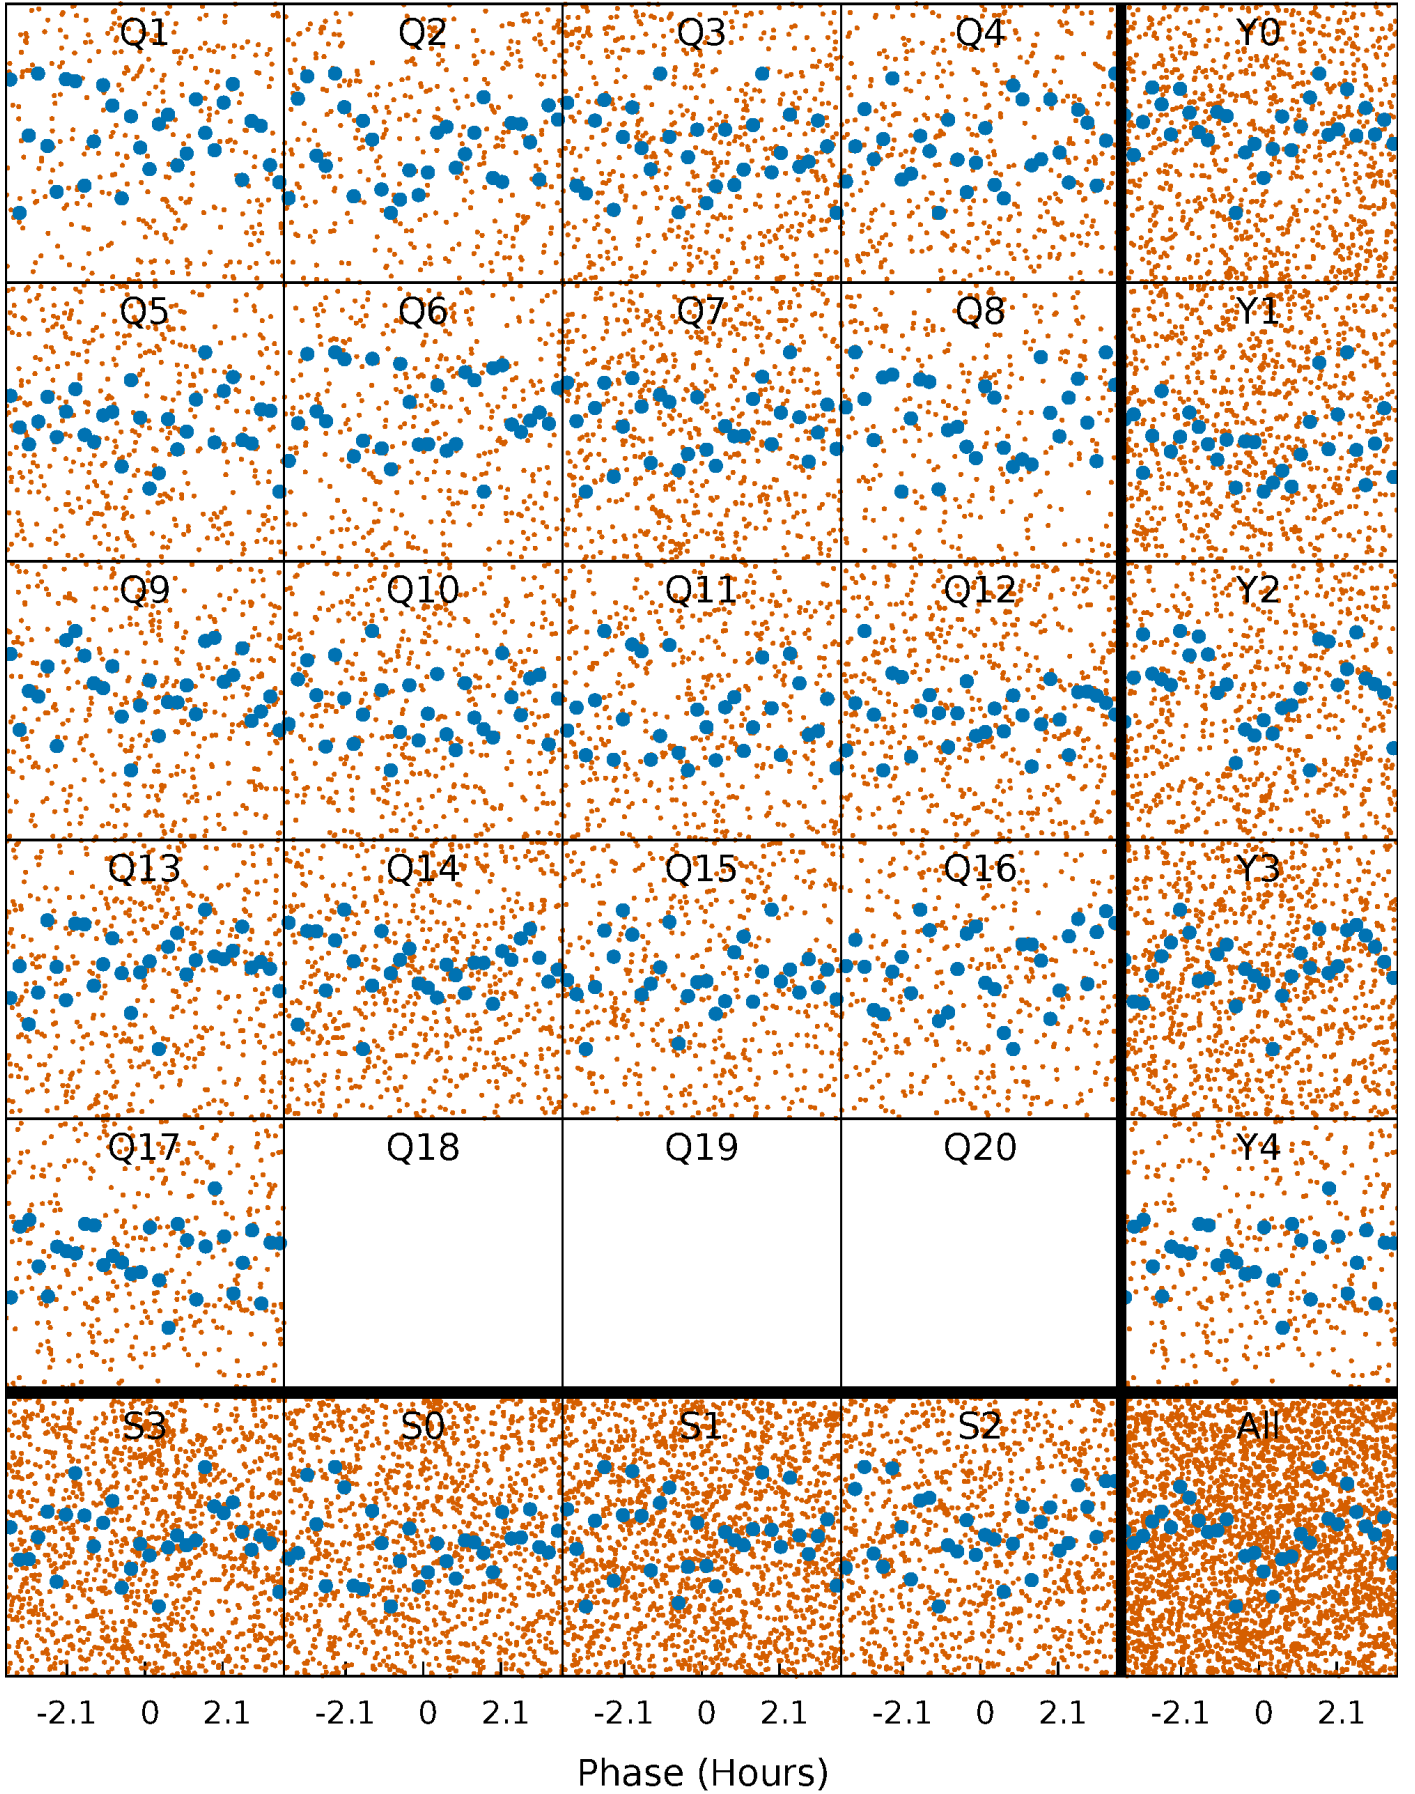 Q1 Q2 Q3 Q4 Y0
Q5 Q6 Q7 Q8 Y1
Q9 Q10 Q11 Q12 Y2
Q13 Q14 Q15 Q16 Y3
Q17 Q18 Q19 Q20 Y4
S3 S0 S1 S2 All
-2.1 0 2.1 -2.1 0 2.1 -2.1 0 2.1 -2.1 0 2.1 -2.1 0 2.1
Phase (Hours)